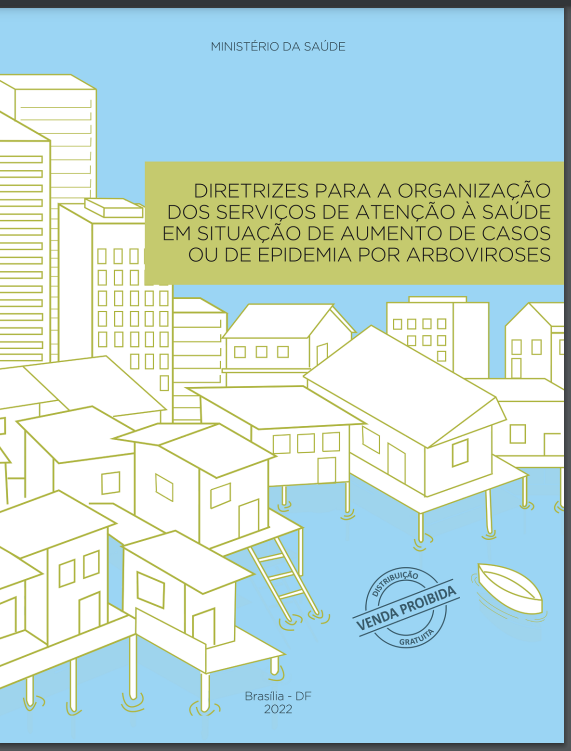 MINISTÉRIO DA SAÚDE
DIRETRIZES PARA A ORGANIZAÇÃO
DOS SERVIÇOS DE ATENÇÃO À SAÚDE
EM SITUAÇÃO DE AUMENTO DE CASOS
OU DE EPIDEMIA POR ARBOVIROSES
DISTRIBUIÇÃO
VENDA PROIBIDA
GRATUITA
Brasília - DF
2022